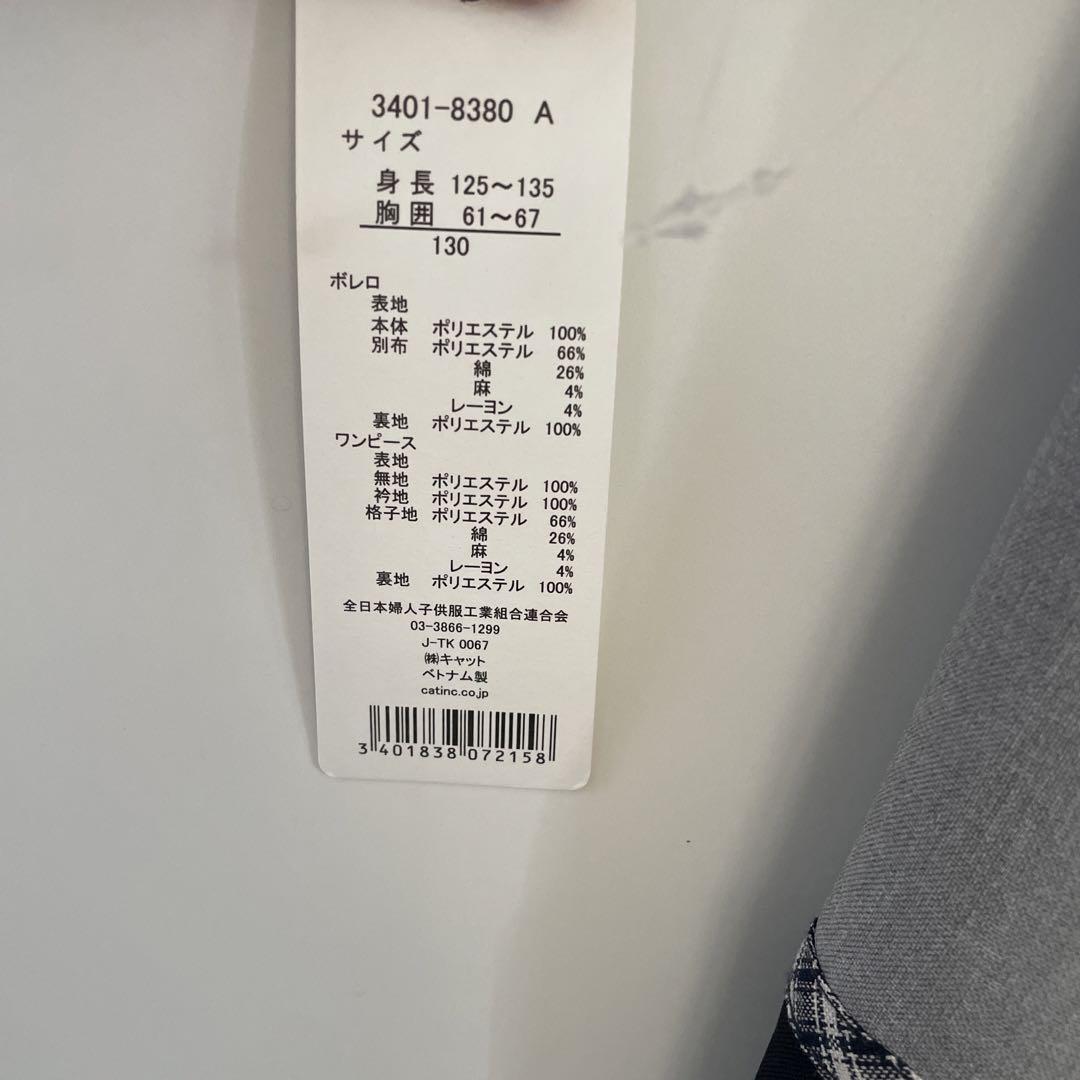 3401-8380 A
サイズ
身長 125～135
胸囲 61～67
130
ボレロ
表地
本体 ポリエステル 100%
別布 ポリエステル 66%
綿 26%
麻 4%
レーヨン 4%
裏地 ポリエステル 100%
ワンピース
表地
無地 ポリエステル 100%
衿地 ポリエステル 100%
格子地 ポリエステル 66%
綿 26%
麻 4%
レーヨン 4%
裏地 ポリエステル 100%
全日本婦人子供服工業組合連合会
03-3866-1299
J-TK 0067
㈱キャット
ベトナム製
catinc.co.jp
3 401838 072158